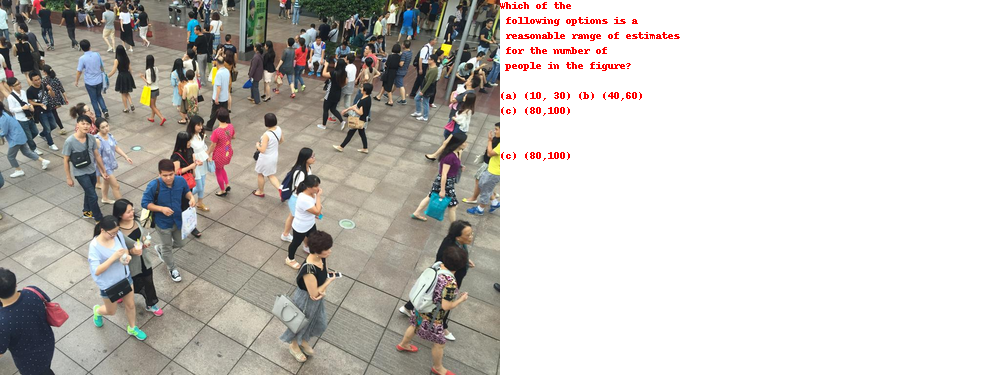 Which of the
following options is a
reasonable range of estimates
for the number of
people in the figure?
(a) (10, 30) (b) (40,60)
(c) (80,100)
(c) (80,100)